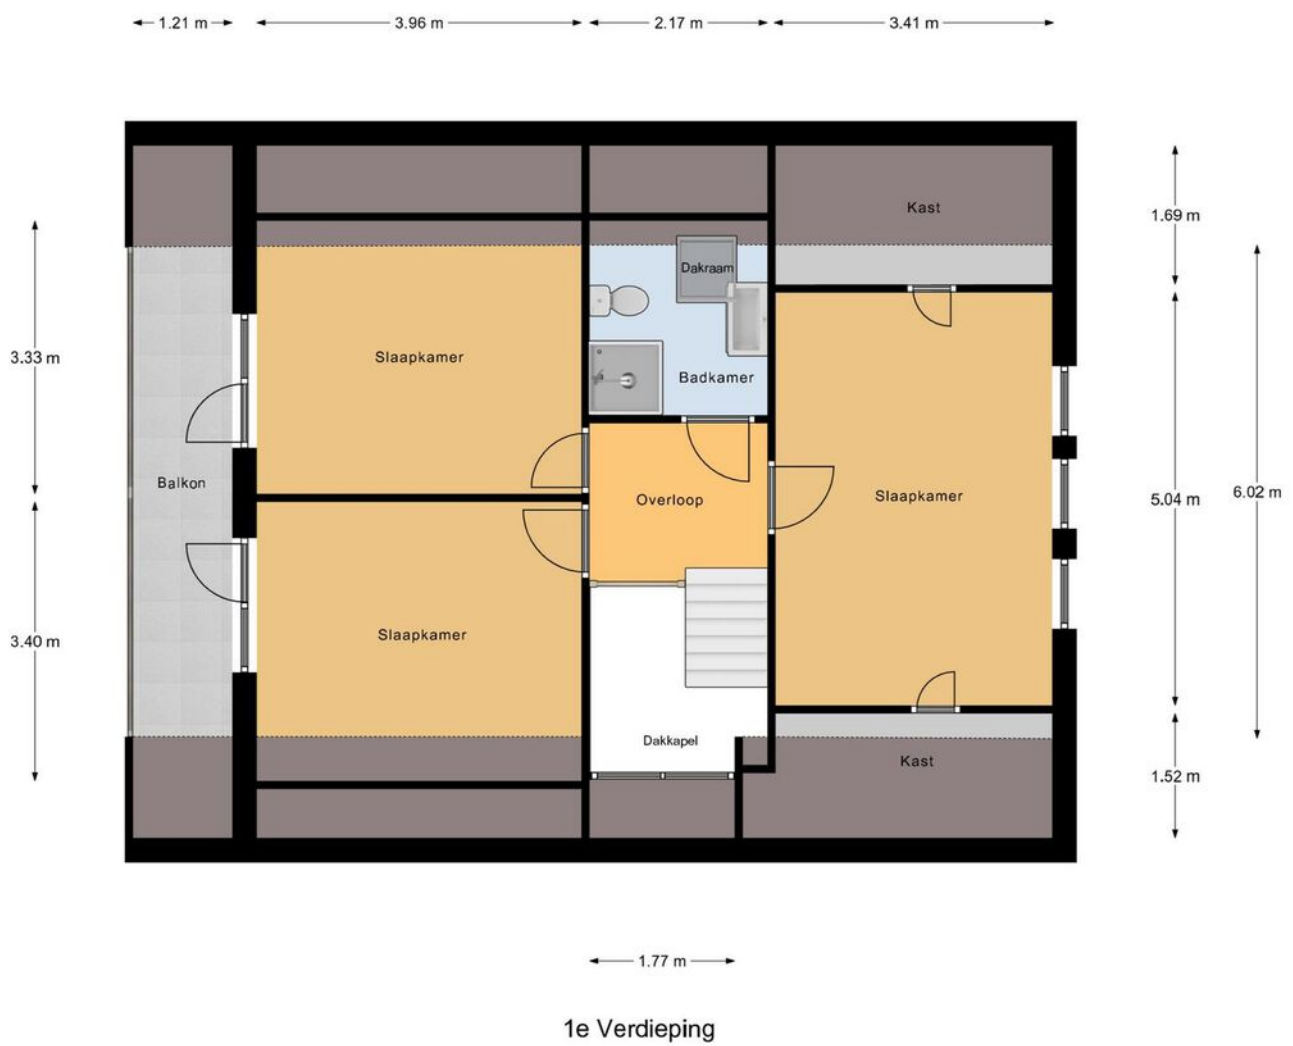 1.21 m
3.96 m
2.17 m
3.41 m
Kast
1.69 m
Dakraam
3.33 m
Slaapkamer
Badkamer
Balkon
Overloop
Slaapkamer
5.04 m
6.02 m
3.40 m
Slaapkamer
Dakkapel
Kast
1.52 m
1.77 m
1e Verdieping